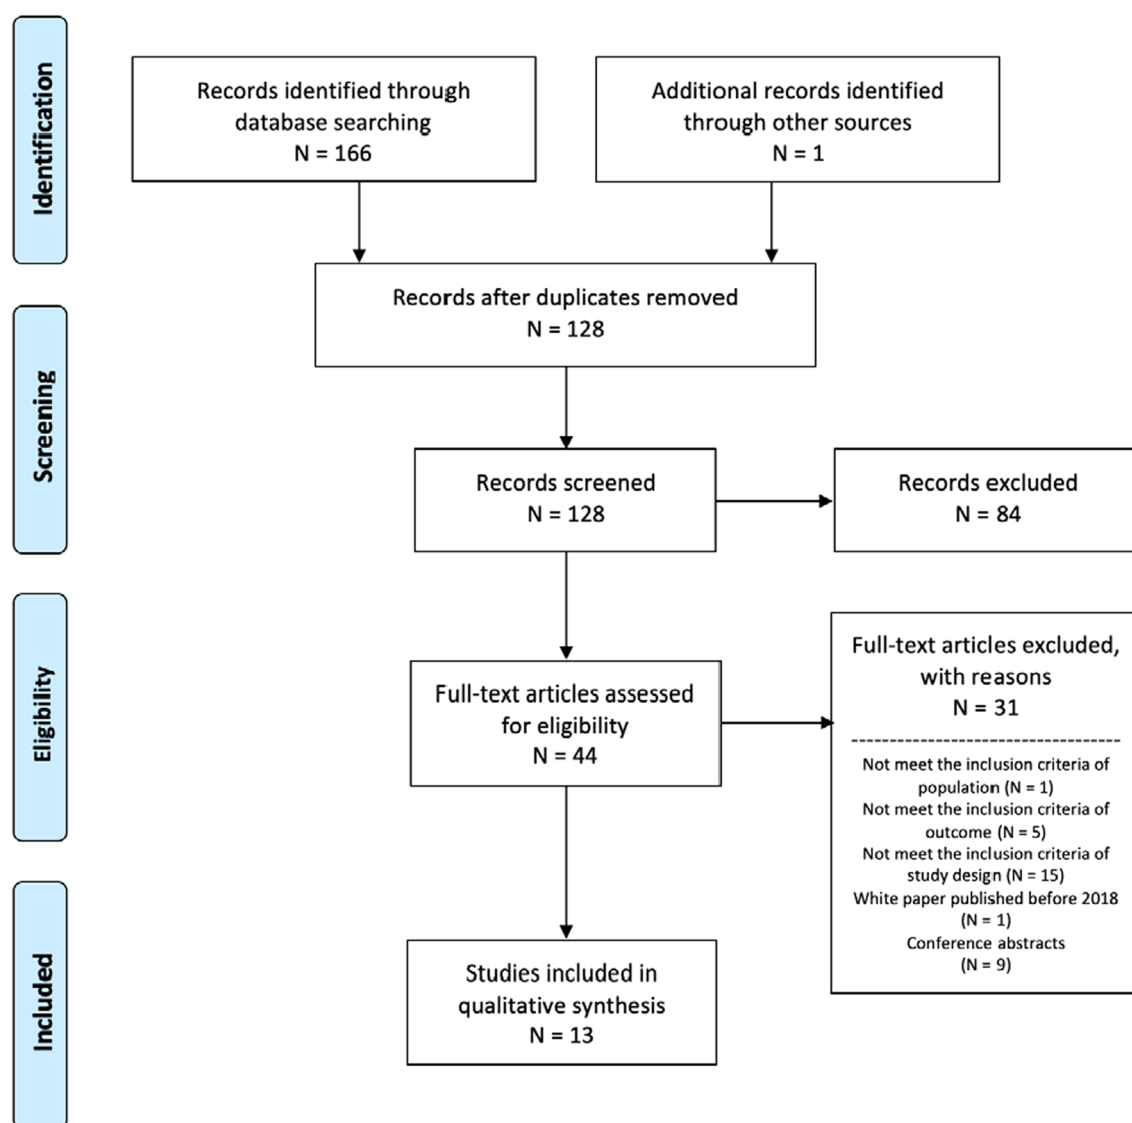 Identification
Records identified through
database searching
N = 166
Additional records identified
through other sources
N = 1
Records after duplicates removed
N = 128
Screening
Records screened
N = 128
Records excluded
N = 84
Eligibility
Full-text articles assessed
for eligibility
N = 44
Full-text articles excluded,
with reasons
N = 31
Not meet the inclusion criteria of
population (N = 1)
Not meet the inclusion criteria of
outcome (N = 5)
Not meet the inclusion criteria of
study design (N = 15)
White paper published before 2018
(N = 1)
Conference abstracts
(N = 9)
Included
Studies included in
qualitative synthesis
N = 13